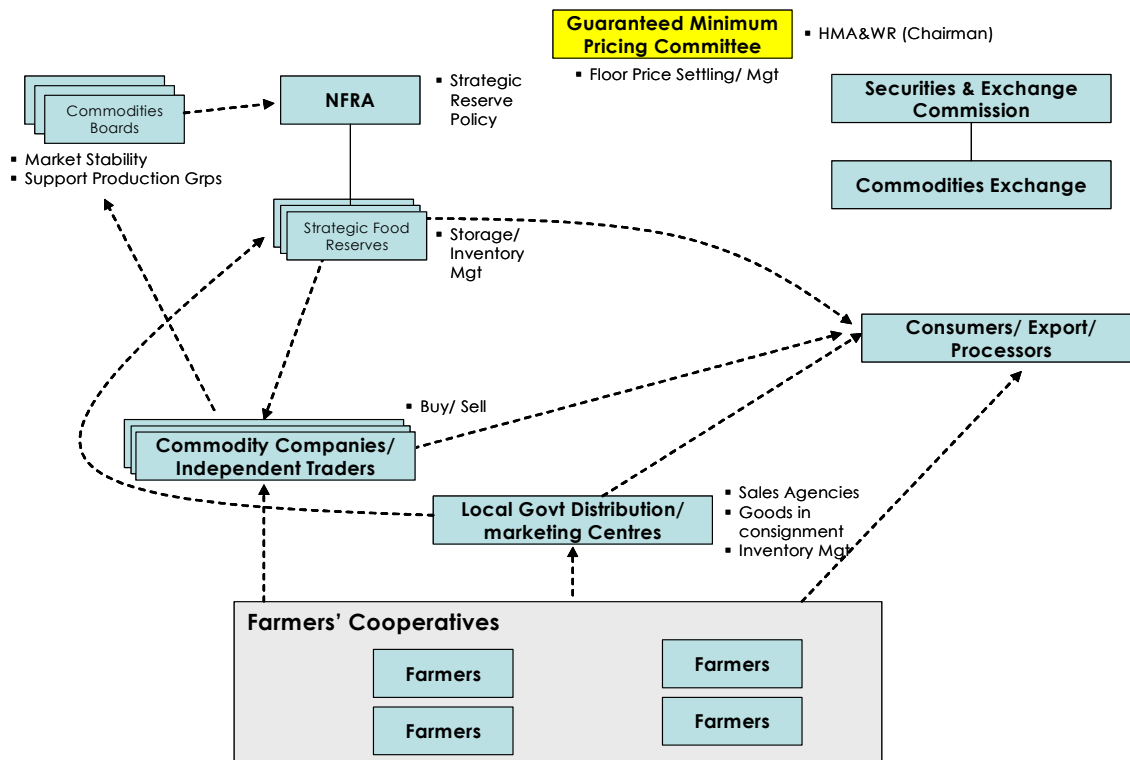 Guaranteed Minimum
Pricing Committee
▪ HMA&WR (Chairman)
▪ Floor Price Settling/ Mgt
Commodities
Boards
NFRA
▪ Strategic
Reserve
Policy
Securities & Exchange
Commission
▪ Market Stability
▪ Support Production Grps
Commodities Exchange
Strategic Food
Reserves
▪ Storage/
Inventory
Mgt
Consumers/ Export/
Processors
▪ Buy/ Sell
Commodity Companies/
Independent Traders
Local Govt Distribution/
marketing Centres
▪ Sales Agencies
▪ Goods in
consignment
▪ Inventory Mgt
Farmers’ Cooperatives
Farmers
Farmers
Farmers
Farmers